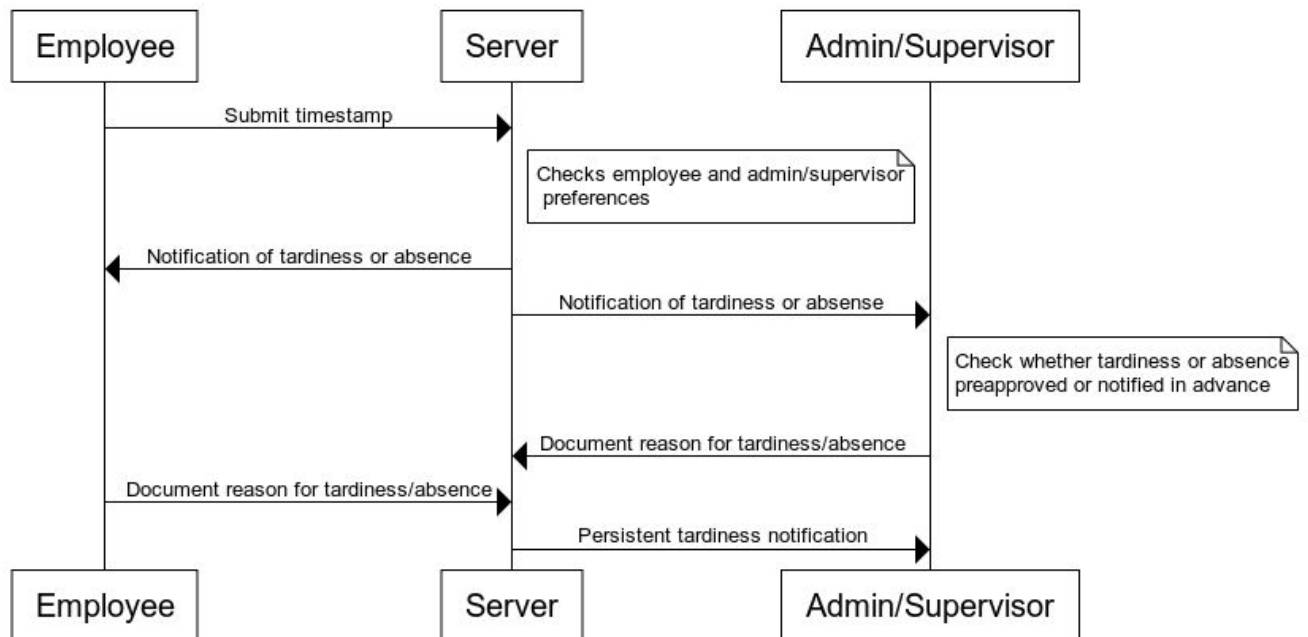 Employee
Server
Admin/Supervisor
Submit timestamp
Checks employee and admin/supervisor
preferences
Notification of tardiness or absence
Notification of tardiness or absense
Check whether tardiness or absence
preapproved or notified in advance
Document reason for tardiness/absence
Document reason for tardiness/absence
Persistent tardiness notification
Employee
Server
Admin/Supervisor